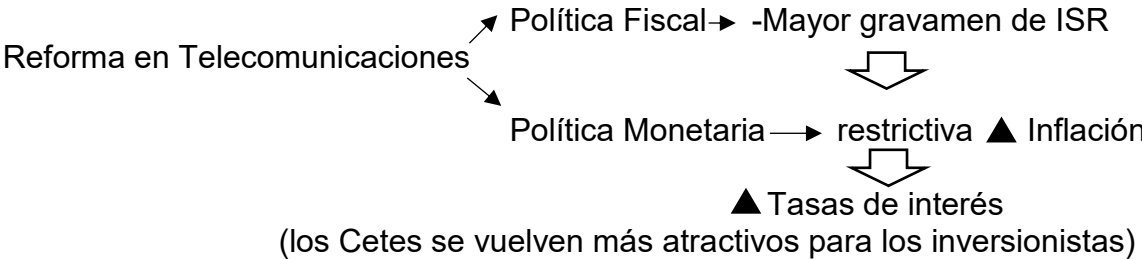 Política Fiscal -Mayor gravamen de ISR
Reforma en Telecomunicaciones
Política Monetaria restrictiva ▲ Inflación
▲ Tasas de interés
(los Cetes se vuelven más atractivos para los inversionistas)